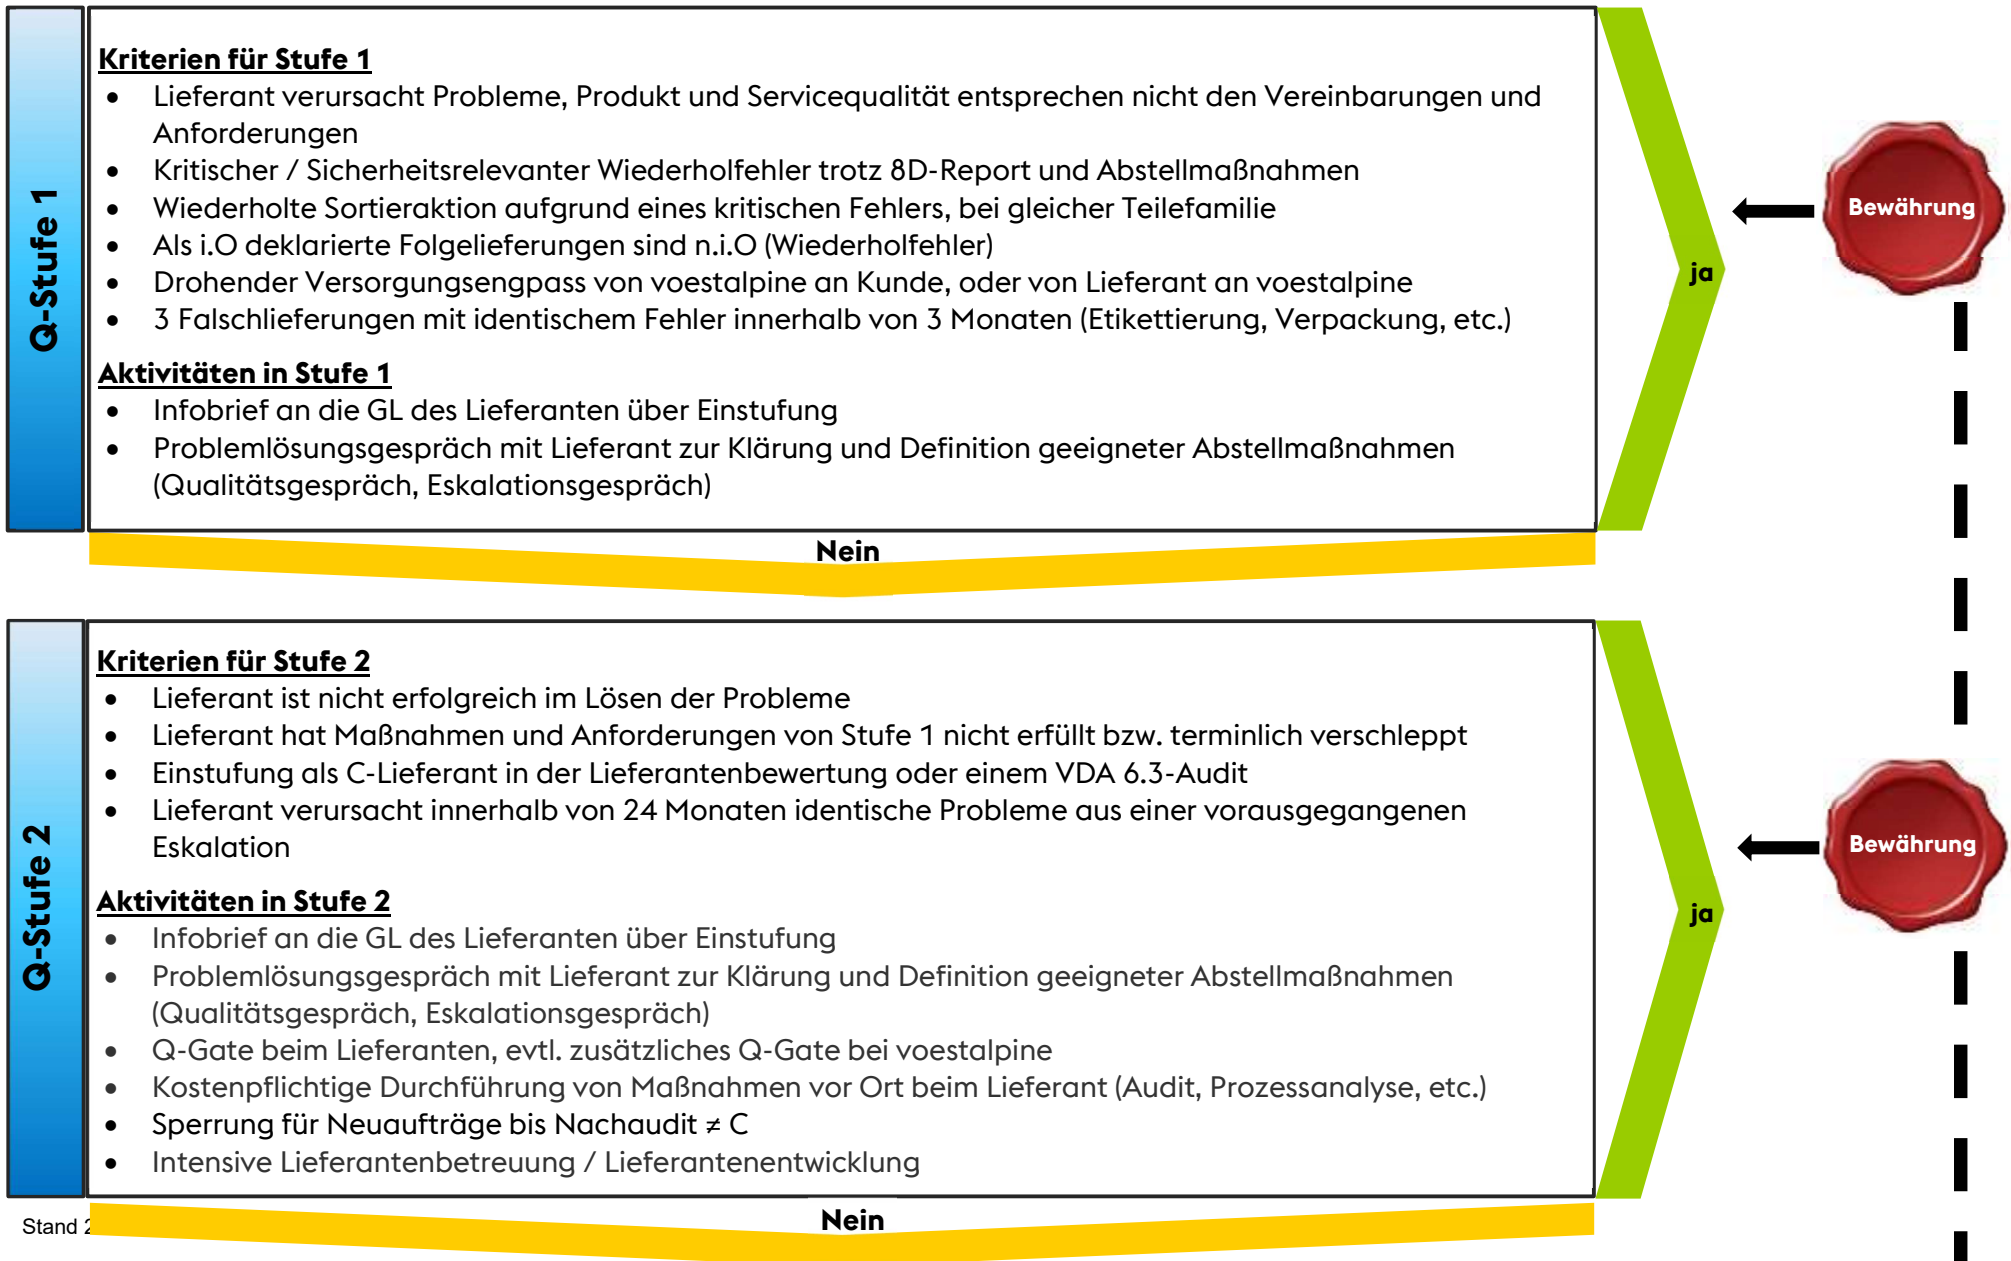 Q-Stufe 1
Kriterien für Stufe 1
• Lieferant verursacht Probleme, Produkt und Servicequalität entsprechen nicht den Vereinbarungen und
Anforderungen
• Kritischer / Sicherheitsrelevanter Wiederholfehler trotz 8D-Report und Abstellmaßnahmen
• Wiederholte Sortieraktion aufgrund eines kritischen Fehlers, bei gleicher Teilefamilie
• Als i.O deklarierte Folgelieferungen sind n.i.O (Wiederholfehler)
• Drohender Versorgungsengpass von voestalpine an Kunde, oder von Lieferant an voestalpine
• 3 Falschlieferungen mit identischem Fehler innerhalb von 3 Monaten (Etikettierung, Verpackung, etc.)
Aktivitäten in Stufe 1
• Infobrief an die GL des Lieferanten über Einstufung
• Problemlösungsgespräch mit Lieferant zur Klärung und Definition geeigneter Abstellmaßnahmen
(Qualitätsgespräch, Eskalationsgespräch)
ja
Bewährung
Nein
Q-Stufe 2
Kriterien für Stufe 2
• Lieferant ist nicht erfolgreich im Lösen der Probleme
• Lieferant hat Maßnahmen und Anforderungen von Stufe 1 nicht erfüllt bzw. terminlich verschleppt
• Einstufung als C-Lieferant in der Lieferantenbewertung oder einem VDA 6.3-Audit
• Lieferant verursacht innerhalb von 24 Monaten identische Probleme aus einer vorausgegangenen
Eskalation
Aktivitäten in Stufe 2
• Infobrief an die GL des Lieferanten über Einstufung
• Problemlösungsgespräch mit Lieferant zur Klärung und Definition geeigneter Abstellmaßnahmen
(Qualitätsgespräch, Eskalationsgespräch)
• Q-Gate beim Lieferanten, evtl. zusätzliches Q-Gate bei voestalpine
• Kostenpflichtige Durchführung von Maßnahmen vor Ort beim Lieferant (Audit, Prozessanalyse, etc.)
• Sperrung für Neuaufträge bis Nachaudit ≠ C
• Intensive Lieferantenbetreuung / Lieferantenentwicklung
ja
Bewährung
Nein
Stand